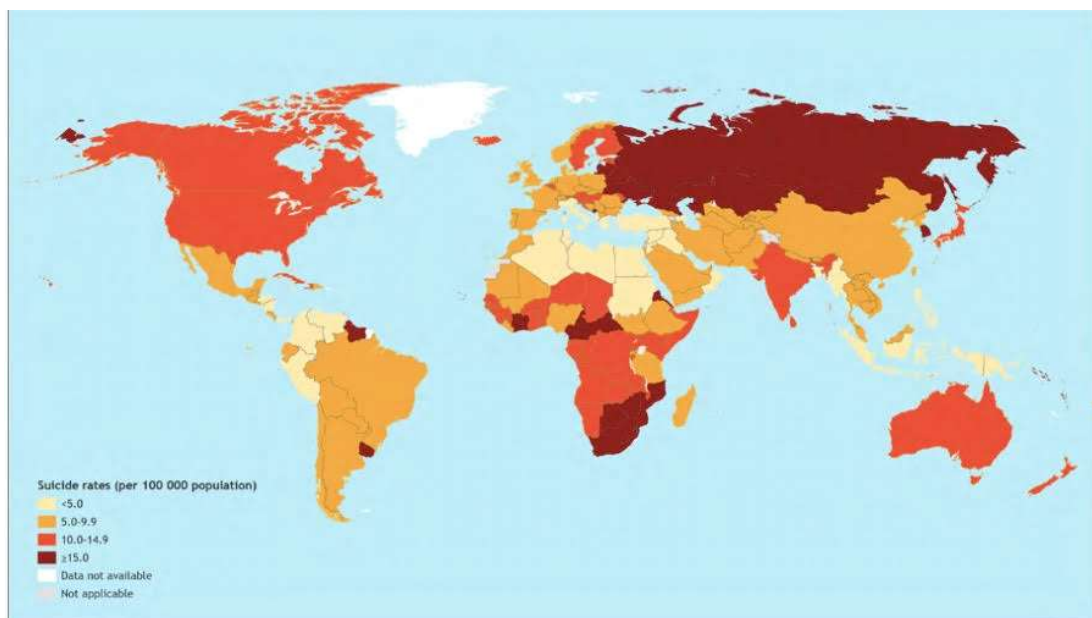 Suicide rates (per 100 000 population)
<5.0
5.0-9.9
10.0-14.9
≥15.0
Data not available
Not applicable